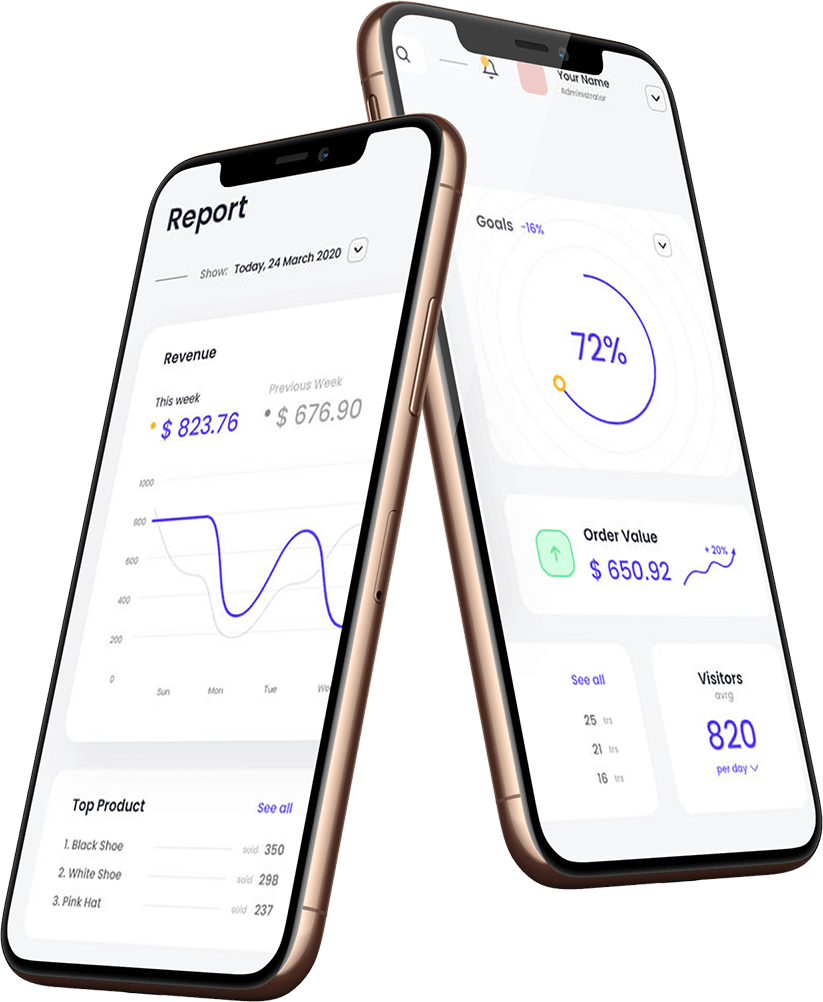 Report
Show: Today, 24 March 2020
Revenue
This week
Previous Week
$ 823.76
$ 676.90
1000
800
600
400
200
0
Sun Mon Tue
Top Product See all
1. Black Shoe sold 350
2. White Shoe sold 298
3. Pink Hat sold 237
Your Name
Administrator
Goals -16%
72%
Order Value
$ 650.92
+ 20%
See all
25 trs
21 trs
16 trs
Visitors
avrg
820
per day